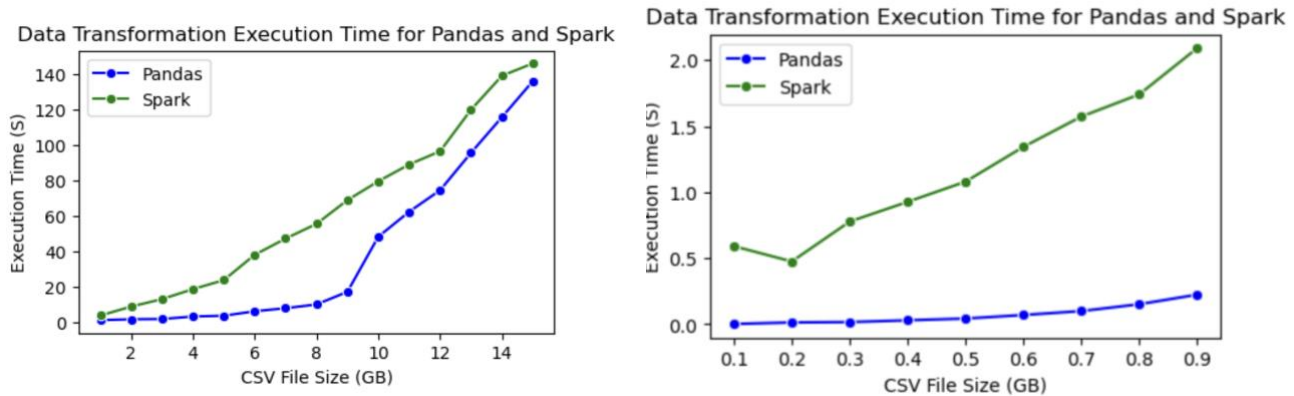 Data Transformation Execution Time for Pandas and Spark
Pandas
Spark
Execution Time (S)
140
120
100
80
60
40
20
0
2 4 6 8 10 12 14
CSV File Size (GB)
Data Transformation Execution Time for Pandas and Spark
Pandas
Spark
Execution Time (S)
2.0
1.5
1.0
0.5
0.0
0.1 0.2 0.3 0.4 0.5 0.6 0.7 0.8 0.9
CSV File Size (GB)